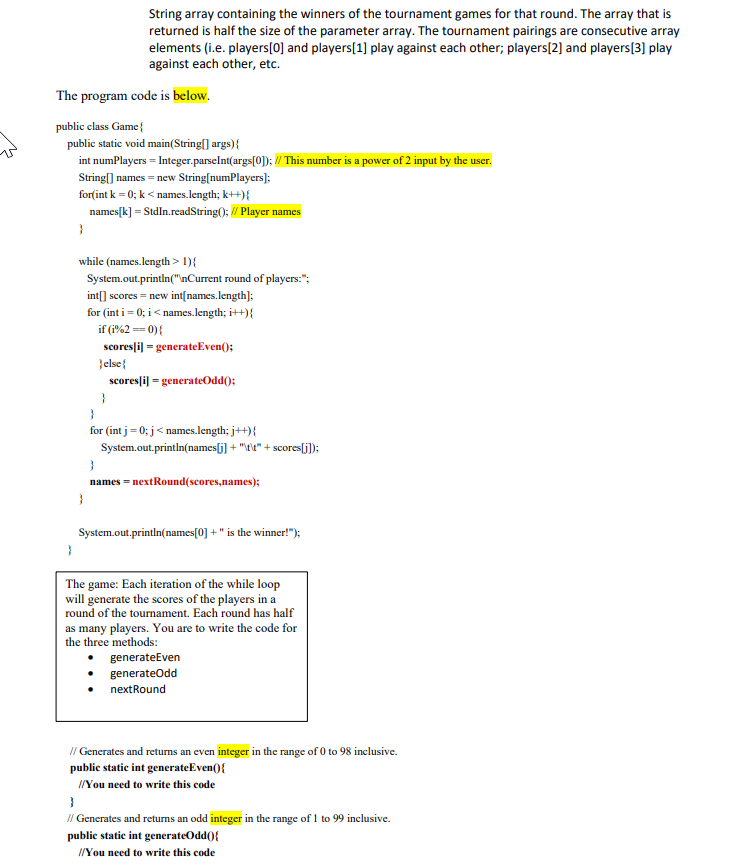 String array containing the winners of the tournament games for that round. The array that is
returned is half the size of the parameter array. The tournament pairings are consecutive array
elements (i.e. players[0] and players[1] play against each other; players[2] and players[3] play
against each other, etc.
The program code is below.
public class Game{
public static void main(String[] args){
int numPlayers = Integer.parseInt(args[0]); // This number is a power of 2 input by the user.
String[] names = new String[numPlayers];
for(int k = 0; k < names.length; k++){
names[k] = StdIn.readString(); // Player names
}
while (names.length > 1){
System.out.println("\nCurrent round of players:";
int[] scores = new int[names.length];
for (int i = 0; i < names.length; i++){
if (i%2 == 0){
scores[i] = generateEven();
}else{
scores[i] = generateOdd();
}
}
for (int j = 0; j < names.length; j++){
System.out.println(names[j] + "\t\t" + scores[j]);
}
names = nextRound(scores,names);
}
System.out.println(names[0] + " is the winner!");
}
The game: Each iteration of the while loop
will generate the scores of the players in a
round of the tournament. Each round has half
as many players. You are to write the code for
the three methods:
• generateEven
• generateOdd
• nextRound
// Generates and returns an even integer in the range of 0 to 98 inclusive.
public static int generateEven(){
//You need to write this code
}
// Generates and returns an odd integer in the range of 1 to 99 inclusive.
public static int generateOdd(){
//You need to write this code